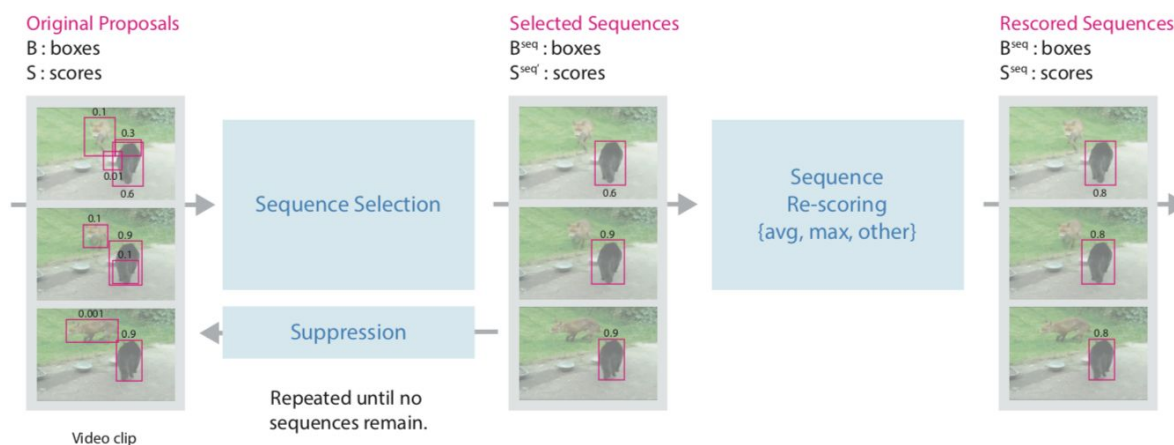 Original Proposals
B : boxes
S : scores
0.1
0.3
0.01
0.6
0.1
0.9
0.1
0.001
0.9
Video clip
Sequence Selection
Suppression
Repeated until no
sequences remain.
Selected Sequences
B^seq : boxes
S^seq' : scores
0.6
0.9
0.9
Sequence
Re-scoring
{avg, max, other}
Rescored Sequences
B^seq : boxes
S^seq : scores
0.8
0.8
0.8